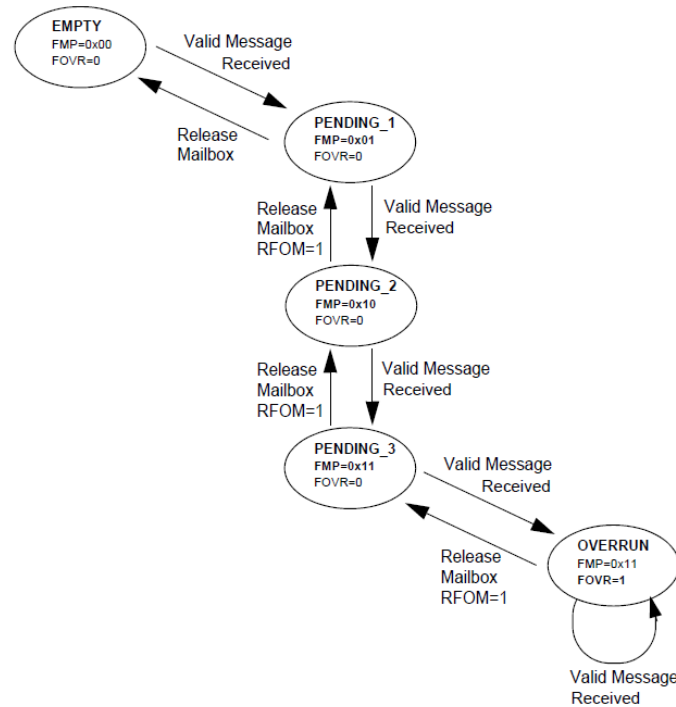 EMPTY
FMP=0x00
FOVR=0
Valid Message
Received
Release
Mailbox
PENDING_1
FMP=0x01
FOVR=0
Release
Mailbox
RFOM=1
Valid Message
Received
PENDING_2
FMP=0x10
FOVR=0
Release
Mailbox
RFOM=1
Valid Message
Received
PENDING_3
FMP=0x11
FOVR=0
Valid Message
Received
Release
Mailbox
RFOM=1
OVERRUN
FMP=0x11
FOVR=1
Valid Message
Received